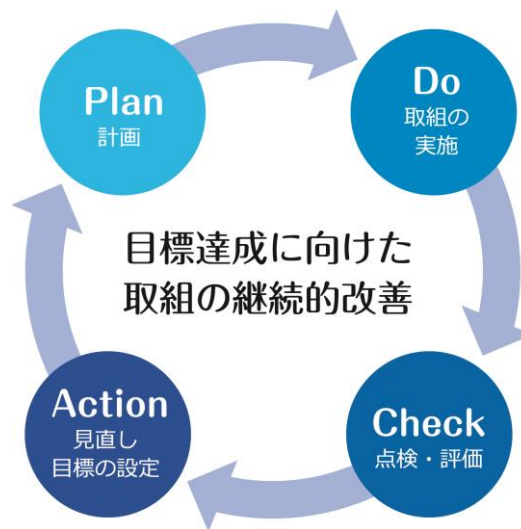 Plan
計画
Do
取組の
実施
目標達成に向けた
取組の継続的改善
Check
点検・評価
Action
見直し
目標の設定